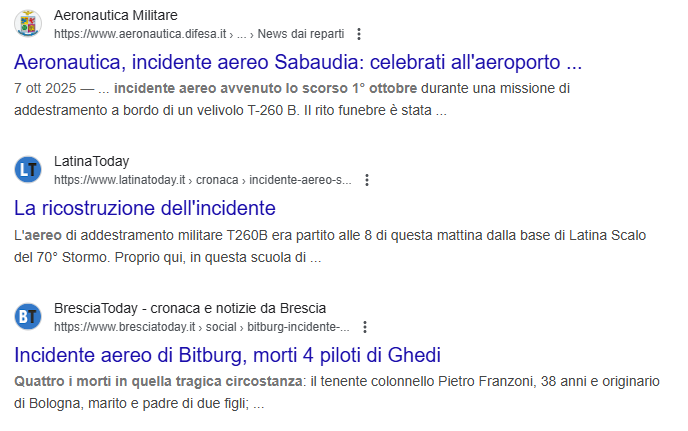 Aeronautica Militare
https://www.aeronautica.difesa.it › ... › News dai reparti
Aeronautica, incidente aereo Sabaudia: celebrati all'aeroporto ...
7 ott 2025 — ... incidente aereo avvenuto lo scorso 1° ottobre durante una missione di
addestramento a bordo di un velivolo T-260 B. Il rito funebre è stata ...
LT
LatinaToday
https://www.latinatoday.it › cronaca › incidente-aereo-s...
La ricostruzione dell'incidente
L'aereo di addestramento militare T260B era partito alle 8 di questa mattina dalla base di Latina Scalo
del 70° Stormo. Proprio qui, in questa scuola di ...
BT
BresciaToday - cronaca e notizie da Brescia
https://www.bresciatoday.it › social › bitburg-incidente-...
Incidente aereo di Bitburg, morti 4 piloti di Ghedi
Quattro i morti in quella tragica circostanza: il tenente colonnello Pietro Franzoni, 38 anni e originario
di Bologna, marito e padre di due figli; ...